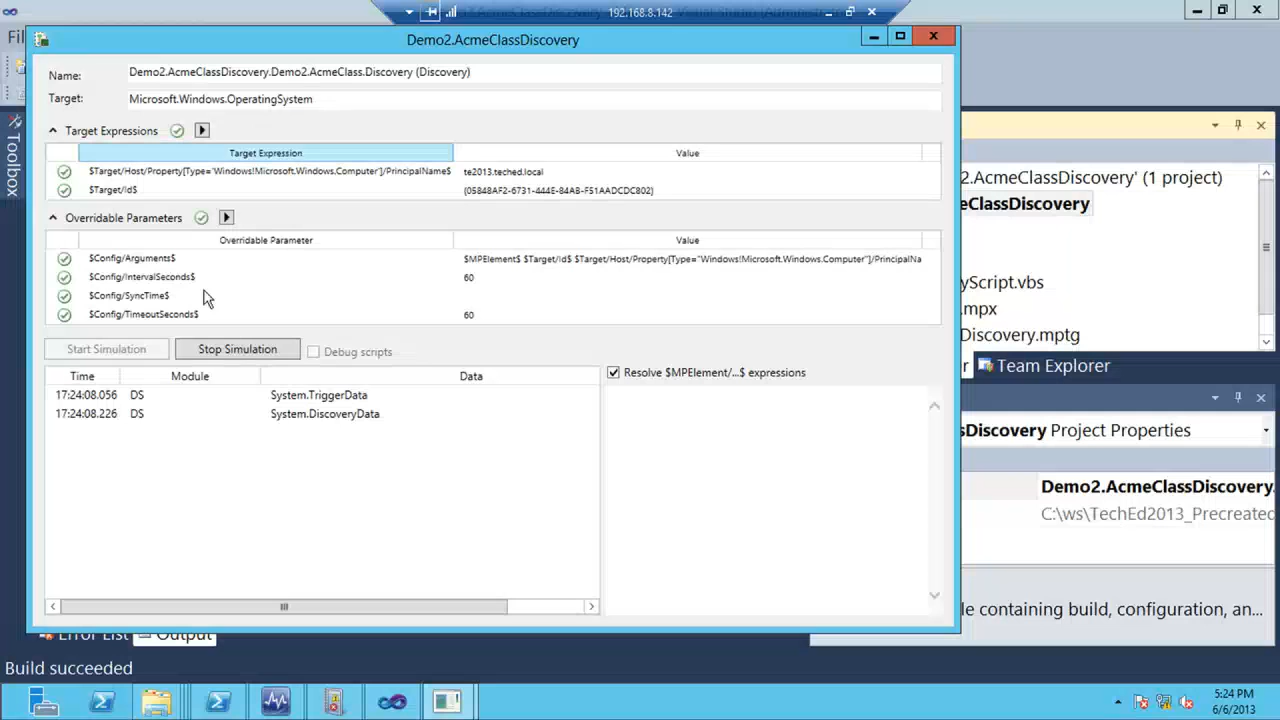 192.168.8.142
Demo2.AcmeClassDiscovery
Fil
Name: Demo2.AcmeClassDiscovery.Demo2.AcmeClass.Discovery (Discovery)
Target: Microsoft.Windows.OperatingSystem
Target Expressions
Target Expression Value
$Target/Host/Property[Type='Windows!Microsoft.Windows.Computer']/PrincipalName$ te2013.teched.local
$Target/Id$ {05848AF2-6731-444E-84AB-F51AADCDC802}
Overridable Parameters
Overridable Parameter Value
$Config/Arguments$ $MPElement$ $Target/Id$ $Target/Host/Property[Type="Windows!Microsoft.Windows.Computer"]/PrincipalNa
$Config/IntervalSeconds$ 60
$Config/SyncTime$
$Config/TimeoutSeconds$ 60
Start Simulation Stop Simulation Debug scripts
Time Module Data
17:24:08.056 DS System.TriggerData
17:24:08.226 DS System.DiscoveryData
Resolve $MPElement/...$ expressions
Toolbox
2.AcmeClassDiscovery' (1 project)
eClassDiscovery
yScript.vbs
.mpx
Discovery.mptg
r Team Explorer
sDiscovery Project Properties
Demo2.AcmeClassDiscovery.
C:\ws\TechEd2013_Precreated
le containing build, configuration, an...
Error List Output
Build succeeded
5:24 PM
6/6/2013